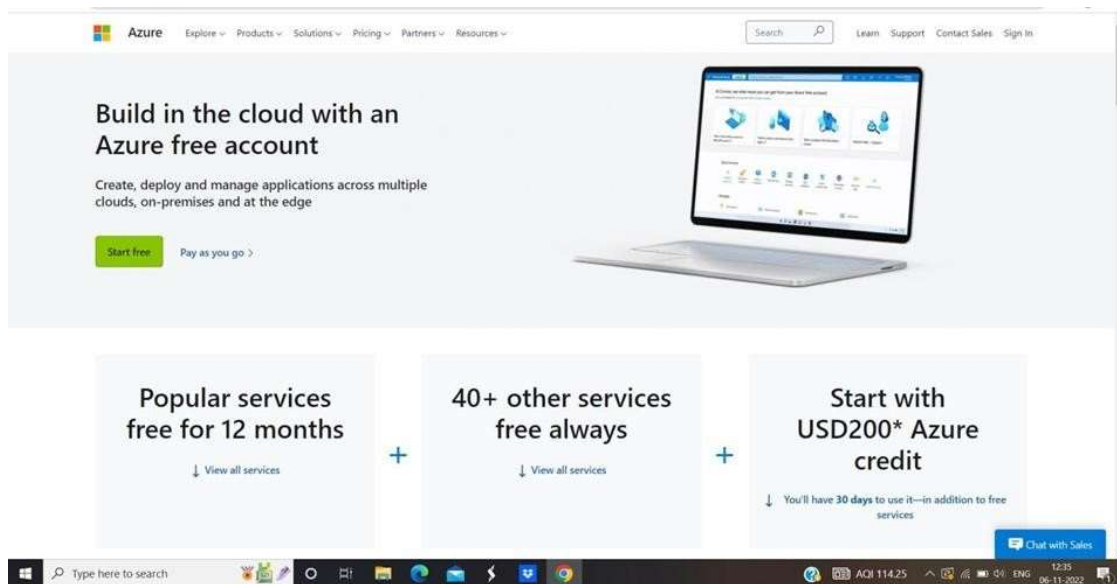 Azure Explore Products Solutions Pricing Partners Resources Search Learn Support Contact Sales Sign In
Build in the cloud with an
Azure free account
Create, deploy and manage applications across multiple
clouds, on-premises and at the edge
Start free Pay as you go >
Popular services
free for 12 months
↓ View all services
+
40+ other services
free always
↓ View all services
+
Start with
USD200* Azure
credit
↓ You'll have 30 days to use it—in addition to free
services
Chat with Sales
Type here to search AQI 114.25 ENG 12:35
06-11-2022